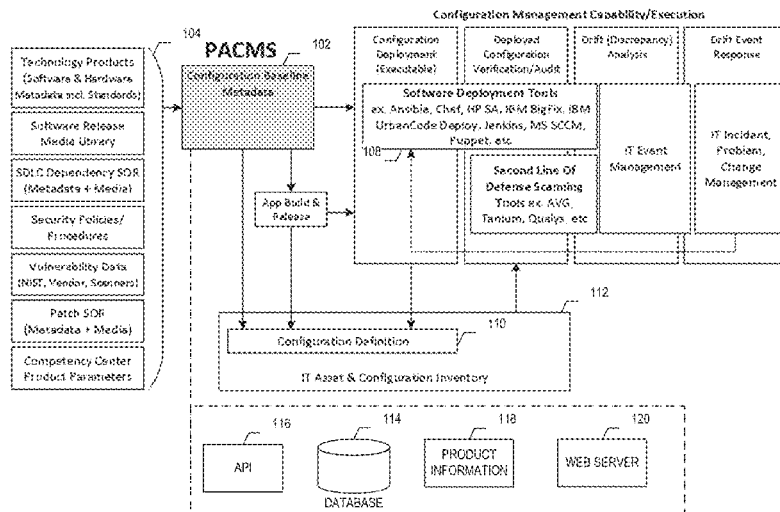 Configuration Management Capability/Execution
104
PACMS
102
Technology Products
(Software & Hardware
Metadata incl. Standards)
Software Release
Media Library
SDLC Dependency SOR
(Metadata + Media)
Security Policies/
Procedures
Vulnerability Data
(NIST, Vendor, Scanners)
Patch SOR
(Metadata + Media)
Competency Center
Product Parameters
Configuration Baseline
Metadata
App Build &
Release
Configuration
Deployment
(Executable)
Deployed
Configuration
Verification/Audit
Drift (Discrepancy)
Analysis
Drift Event
Response
Software Deployment Tools
ex. Ansible, Chef, HP SA, IBM BigFix, IBM
UrbanCode Deploy, Jenkins, MS SCCM,
Puppet, etc
108
Second Line Of
Defense Scanning
Tools ex. AVG,
Tanium, Qualys, etc
IT Event
Management
IT Incident,
Problem,
Change
Management
112
110
Configuration Definition
IT Asset & Configuration Inventory
116
API
114
DATABASE
118
PRODUCT
INFORMATION
120
WEB SERVER